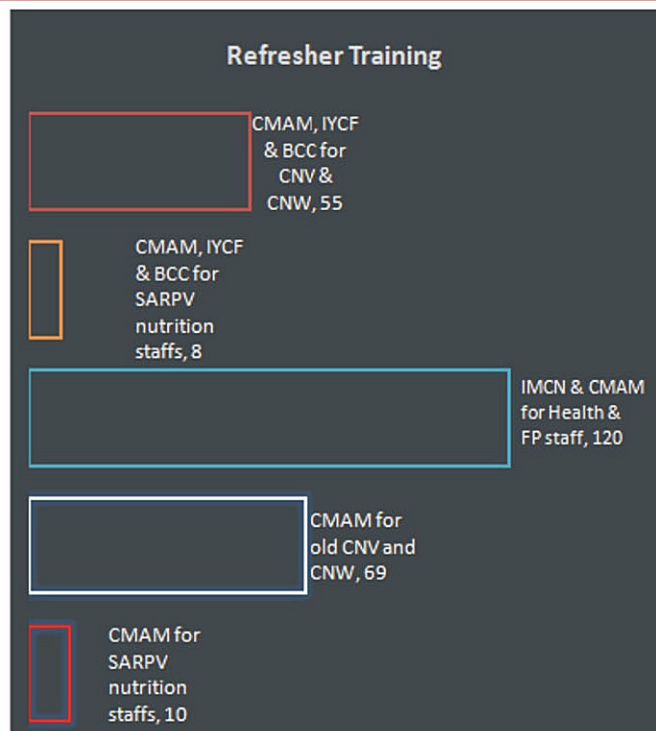 Refresher Training
CMAM, IYCF
& BCC for
CNV &
CNW, 55
CMAM, IYCF
& BCC for
SARPV
nutrition
staffs, 8
IMCN & CMAM
for Health &
FP staff, 120
CMAM for
old CNV and
CNW, 69
CMAM for
SARPV
nutrition
staffs, 10